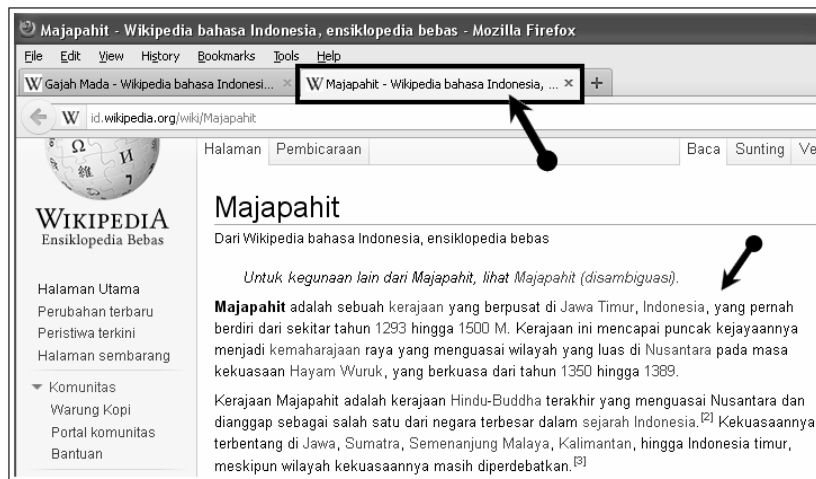 Majapahit - Wikipedia bahasa Indonesia, ensiklopedia bebas - Mozilla Firefox
File Edit View History Bookmarks Tools Help
W Gajah Mada - Wikipedia bahasa Indonesi... × W Majapahit - Wikipedia bahasa Indonesia, ... × +
W id.wikipedia.org/wiki/Majapahit
Halaman Pembicaraan Baca Sunting Ve
Ω И 維 7
WIKIPEDIA
Ensiklopedia Bebas
Halaman Utama
Perubahan terbaru
Peristiwa terkini
Halaman sembarang
Komunitas
Warung Kopi
Portal komunitas
Bantuan
Majapahit
Dari Wikipedia bahasa Indonesia, ensiklopedia bebas
Untuk kegunaan lain dari Majapahit, lihat Majapahit (disambiguasi).
Majapahit adalah sebuah kerajaan yang berpusat di Jawa Timur, Indonesia, yang pernah
berdiri dari sekitar tahun 1293 hingga 1500 M. Kerajaan ini mencapai puncak kejayaannya
menjadi kemaharajaan raya yang menguasai wilayah yang luas di Nusantara pada masa
kekuasaan Hayam Wuruk, yang berkuasa dari tahun 1350 hingga 1389.
Kerajaan Majapahit adalah kerajaan Hindu-Buddha terakhir yang menguasai Nusantara dan
dianggap sebagai salah satu dari negara terbesar dalam sejarah Indonesia.[2] Kekuasaannya
terbentang di Jawa, Sumatra, Semenanjung Malaya, Kalimantan, hingga Indonesia timur,
meskipun wilayah kekuasaannya masih diperdebatkan.[3]